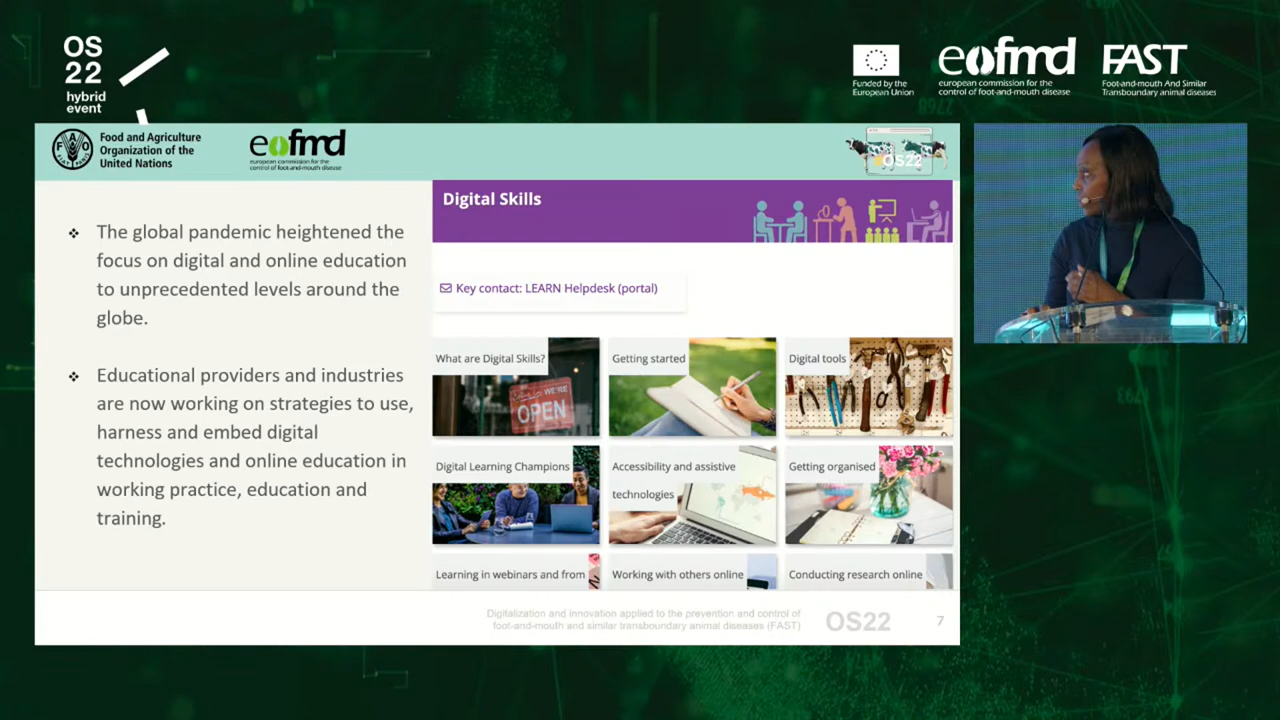 OS
22
hybrid
event
Funded by the
European Union
eofmd
european commission for the
control of foot-and-mouth disease
FAST
Foot-and-mouth And Similar
Transboundary animal diseases
FAO
Food and Agriculture
Organization of the
United Nations
eofmd
european commission for the
control of foot-and-mouth disease
OS22
The global pandemic heightened the
focus on digital and online education
to unprecedented levels around the
globe.
Educational providers and industries
are now working on strategies to use,
harness and embed digital
technologies and online education in
working practice, education and
training.
Digital Skills
Key contact: LEARN Helpdesk (portal)
What are Digital Skills?
WE'RE
OPEN
Getting started
Digital tools
Digital Learning Champions
Accessibility and assistive
technologies
Getting organised
Learning in webinars and from
Working with others online
Conducting research online
Digitalization and innovation applied to the prevention and control of
foot-and-mouth and similar transboundary animal diseases (FAST)
OS22
7